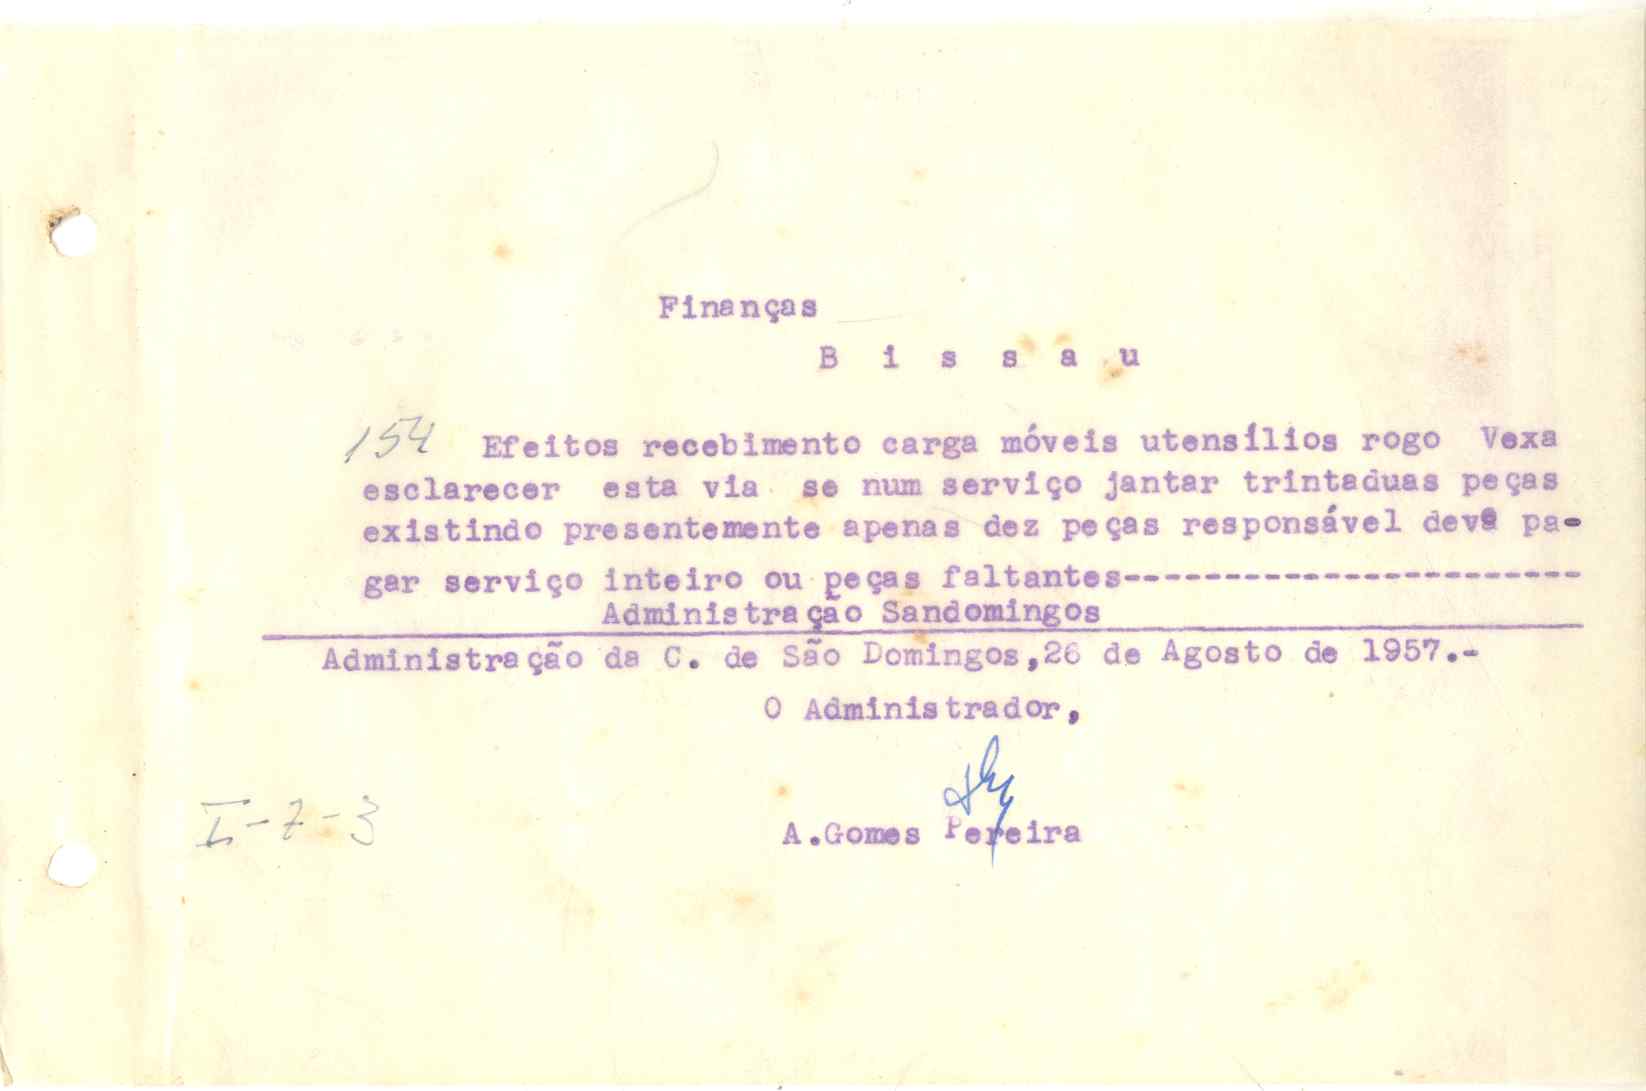 Finanças
B i s s a u
154 Efeitos recebimento carga móveis utensílios rogo Vexa
esclarecer esta via se num serviço jantar trintaduas peças
existindo presentemente apenas dez peças responsável deve pa-
gar serviço inteiro ou peças faltantes-----------------------
Administração Sandomingos
Administração da C. de São Domingos,26 de Agosto de 1957.-
O Administrador,
A.Gomes Pereira
I-7-3